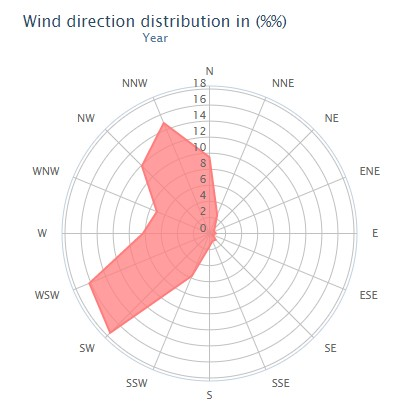 Wind direction distribution in (%%)
Year
N
NNW
NNE
18
16
NW
NE
14
12
10
WNW
ENE
8
6
4
2
W
0
E
WSW
ESE
SW
SE
SSW
SSE
S